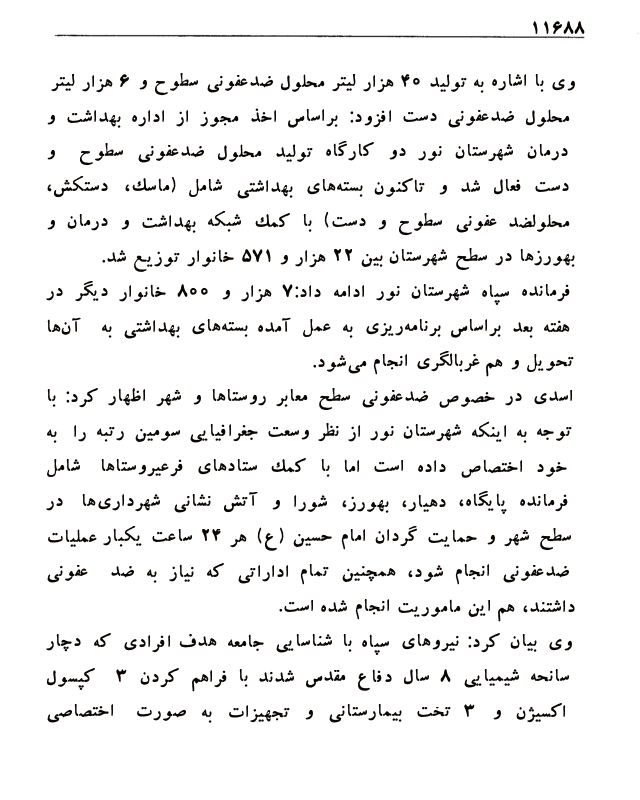 ۱۱۶۸۸
وی با اشاره به تولید ۴۰ هزار لیتر محلول ضدعفونی سطوح و ۶ هزار لیتر
محلول ضدعفونی دست افزود: براساس اخذ مجوز از اداره بهداشت و
درمان شهرستان نور دو کارگاه تولید محلول ضدعفونی سطوح و
دست فعال شد و تاکنون بسته‌های بهداشتی شامل (ماسك، دستکش،
محلولضد عفونی سطوح و دست) با کمك شبکه بهداشت و درمان و
بهورزها در سطح شهرستان بین ۲۲ هزار و ۵۷۱ خانوار توزیع شد.
فرمانده سپاه شهرستان نور ادامه داد:۷ هزار و ۸۰۰ خانوار دیگر در
هفته بعد براساس برنامه‌ریزی به عمل آمده بسته‌های بهداشتی به آن‌ها
تحویل و هم غربالگری انجام می‌شود.
اسدی در خصوص ضدعفونی سطح معابر روستاها و شهر اظهار کرد: با
توجه به اینکه شهرستان نور از نظر وسعت جغرافیایی سومین رتبه را به
خود اختصاص داده است اما با کمك ستادهای فرعیروستاها شامل
فرمانده پایگاه، دهیار، بهورز، شورا و آتش نشانی شهرداری‌ها در
سطح شهر و حمایت گردان امام حسین (ع) هر ۲۴ ساعت یکبار عملیات
ضدعفونی انجام شود، همچنین تمام اداراتی که نیاز به ضد عفونی
داشتند، هم این ماموریت انجام شده است.
وی بیان کرد: نیروهای سپاه با شناسایی جامعه هدف افرادی که دچار
سانحه شیمیایی ۸ سال دفاع مقدس شدند با فراهم کردن ۳ کپسول
اکسیژن و ۳ تخت بیمارستانی و تجهیزات به صورت اختصاصی